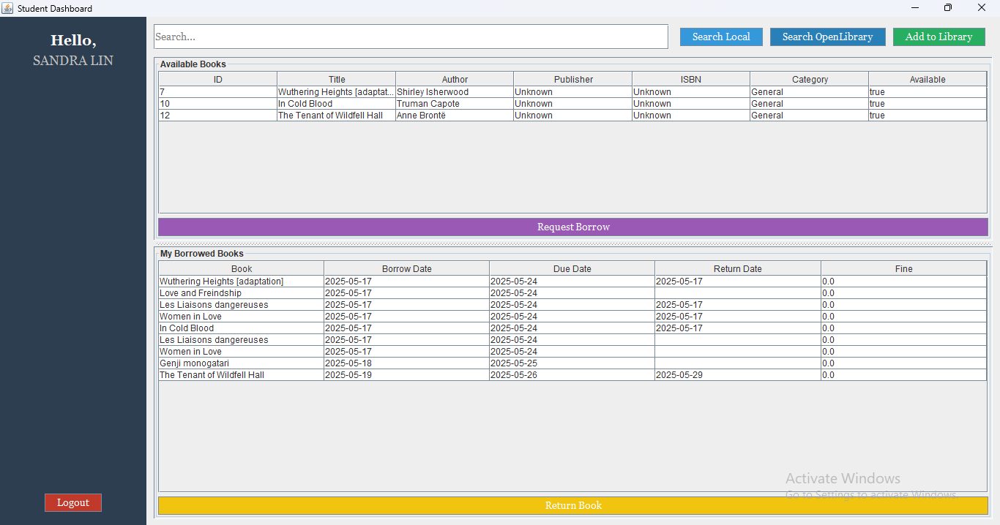 Student Dashboard
Hello,
SANDRA LIN
Search...
Search Local
Search OpenLibrary
Add to Library
Available Books
ID Title Author Publisher ISBN Category Available
7 Wuthering Heights [adaptat... Shirley Isherwood Unknown Unknown General true
10 In Cold Blood Truman Capote Unknown Unknown General true
12 The Tenant of Wildfell Hall Anne Brontë Unknown Unknown General true
Request Borrow
My Borrowed Books
Book Borrow Date Due Date Return Date Fine
Wuthering Heights [adaptation] 2025-05-17 2025-05-24 2025-05-17 0.0
Love and Freindship 2025-05-17 2025-05-24 0.0
Les Liaisons dangereuses 2025-05-17 2025-05-24 2025-05-17 0.0
Women in Love 2025-05-17 2025-05-24 2025-05-17 0.0
In Cold Blood 2025-05-17 2025-05-24 2025-05-17 0.0
Les Liaisons dangereuses 2025-05-17 2025-05-24 0.0
Women in Love 2025-05-17 2025-05-24 0.0
Genji monogatari 2025-05-18 2025-05-25 0.0
The Tenant of Wildfell Hall 2025-05-19 2025-05-26 2025-05-29 0.0
Activate Windows
Go to Settings to activate Windows.
Return Book
Logout